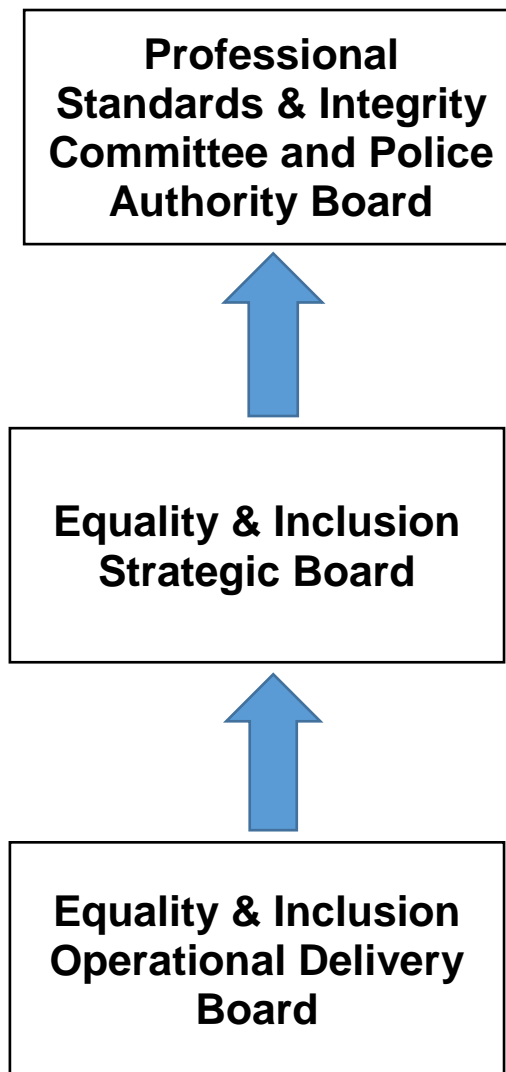 Professional
Standards & Integrity
Committee and Police
Authority Board
Equality & Inclusion
Strategic Board
Equality & Inclusion
Operational Delivery
Board